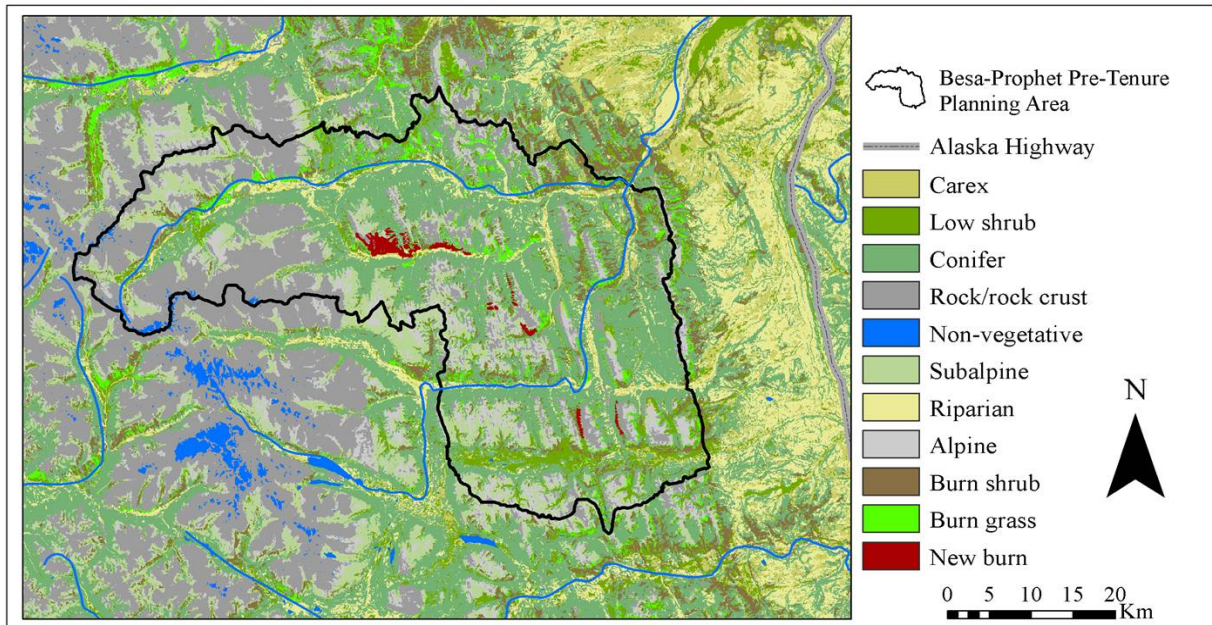 Besa-Prophet Pre-Tenure
Planning Area
Alaska Highway
Carex
Low shrub
Conifer
Rock/rock crust
Non-vegetative
Subalpine
Riparian
Alpine
Burn shrub
Burn grass
New burn
N
0 5 10 20
Km